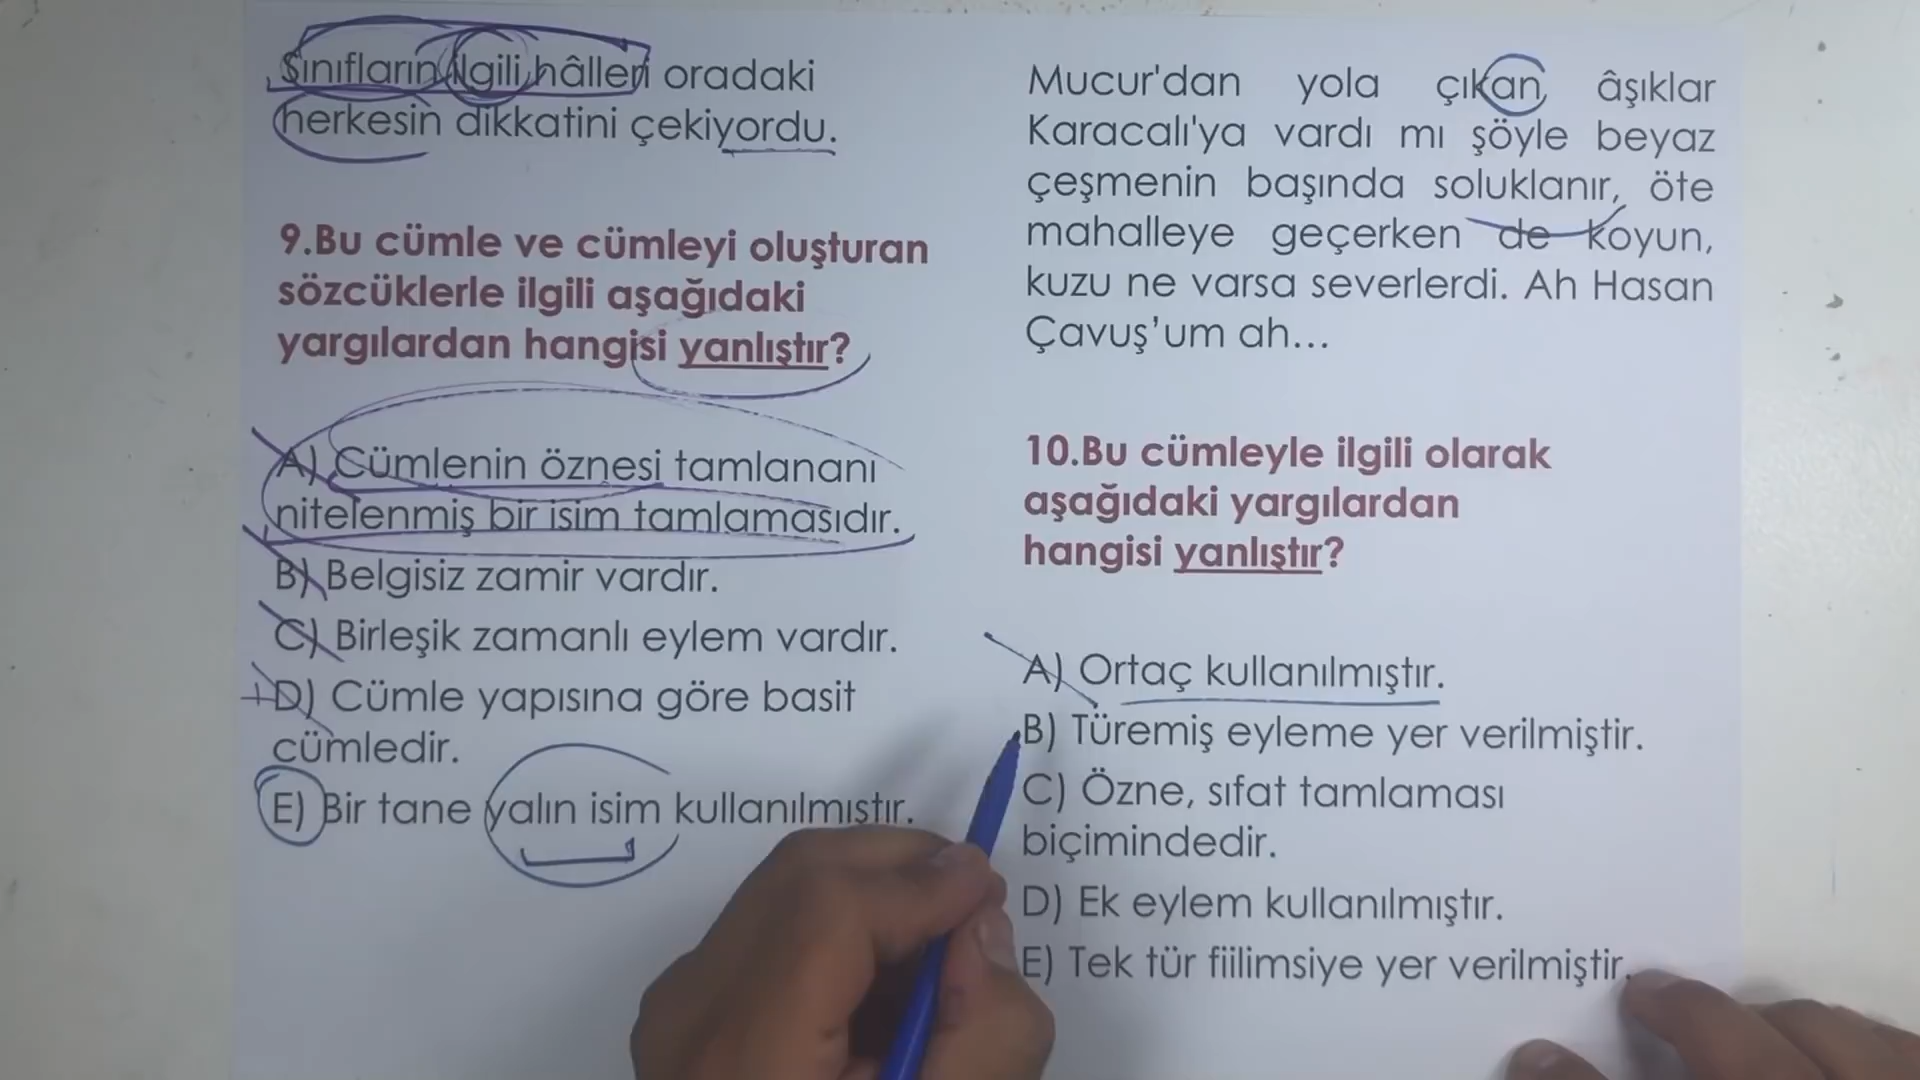 Sınıfların ilgili hâlleri oradaki
herkesin dikkatini çekiyordu.
9.Bu cümle ve cümleyi oluşturan
sözcüklerle ilgili aşağıdaki
yargılardan hangisi yanlıştır?
A) Cümlenin öznesi tamlananı
nitelenmiş bir isim tamlamasıdır.
B) Belgisiz zamir vardır.
C) Birleşik zamanlı eylem vardır.
D) Cümle yapısına göre basit
cümledir.
E) Bir tane yalın isim kullanılmıştır.
Mucur'dan yola çıkan âşıklar
Karacalı'ya vardı mı şöyle beyaz
çeşmenin başında soluklanır, öte
mahalleye geçerken de koyun,
kuzu ne varsa severlerdi. Ah Hasan
Çavuş’um ah...
10.Bu cümleyle ilgili olarak
aşağıdaki yargılardan
hangisi yanlıştır?
A) Ortaç kullanılmıştır.
B) Türemiş eyleme yer verilmiştir.
C) Özne, sıfat tamlaması
biçimindedir.
D) Ek eylem kullanılmıştır.
E) Tek tür fiilimsiye yer verilmiştir.